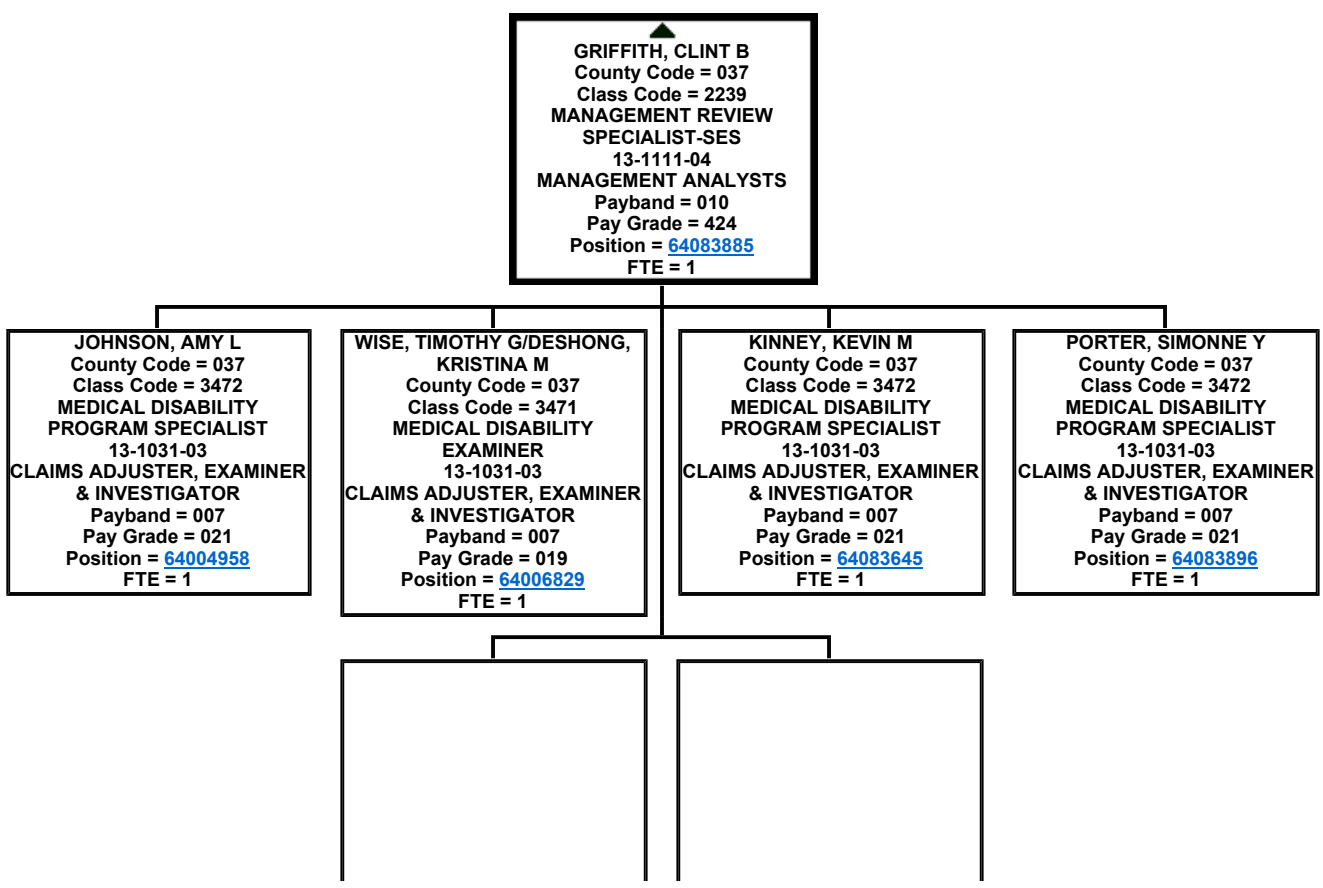 GRIFFITH, CLINT B
County Code = 037
Class Code = 2239
MANAGEMENT REVIEW
SPECIALIST-SES
13-1111-04
MANAGEMENT ANALYSTS
Payband = 010
Pay Grade = 424
Position = 64083885
FTE = 1
JOHNSON, AMY L
County Code = 037
Class Code = 3472
MEDICAL DISABILITY
PROGRAM SPECIALIST
13-1031-03
CLAIMS ADJUSTER, EXAMINER
& INVESTIGATOR
Payband = 007
Pay Grade = 021
Position = 64004958
FTE = 1
WISE, TIMOTHY G/DESHONG,
KRISTINA M
County Code = 037
Class Code = 3471
MEDICAL DISABILITY
EXAMINER
13-1031-03
CLAIMS ADJUSTER, EXAMINER
& INVESTIGATOR
Payband = 007
Pay Grade = 019
Position = 64006829
FTE = 1
KINNEY, KEVIN M
County Code = 037
Class Code = 3472
MEDICAL DISABILITY
PROGRAM SPECIALIST
13-1031-03
CLAIMS ADJUSTER, EXAMINER
& INVESTIGATOR
Payband = 007
Pay Grade = 021
Position = 64083645
FTE = 1
PORTER, SIMONNE Y
County Code = 037
Class Code = 3472
MEDICAL DISABILITY
PROGRAM SPECIALIST
13-1031-03
CLAIMS ADJUSTER, EXAMINER
& INVESTIGATOR
Payband = 007
Pay Grade = 021
Position = 64083896
FTE = 1